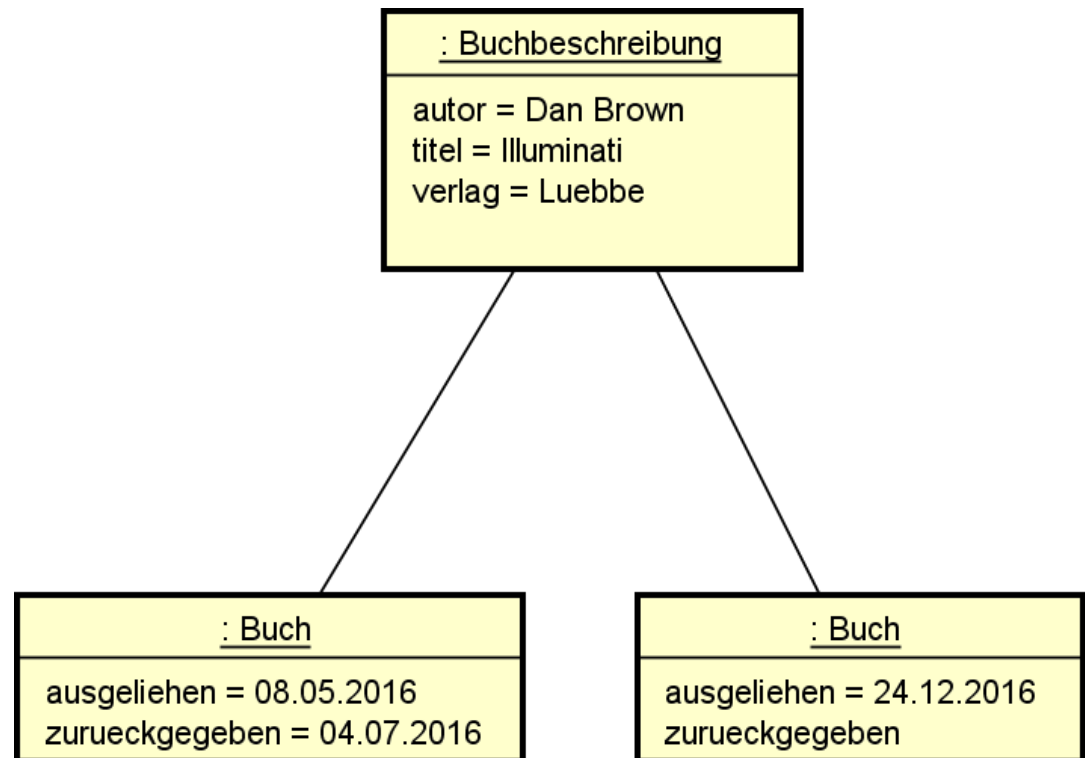 : Buchbeschreibung
autor = Dan Brown
titel = Illuminati
verlag = Luebbe
: Buch
ausgeliehen = 08.05.2016
zurueckgegeben = 04.07.2016
: Buch
ausgeliehen = 24.12.2016
zurueckgegeben